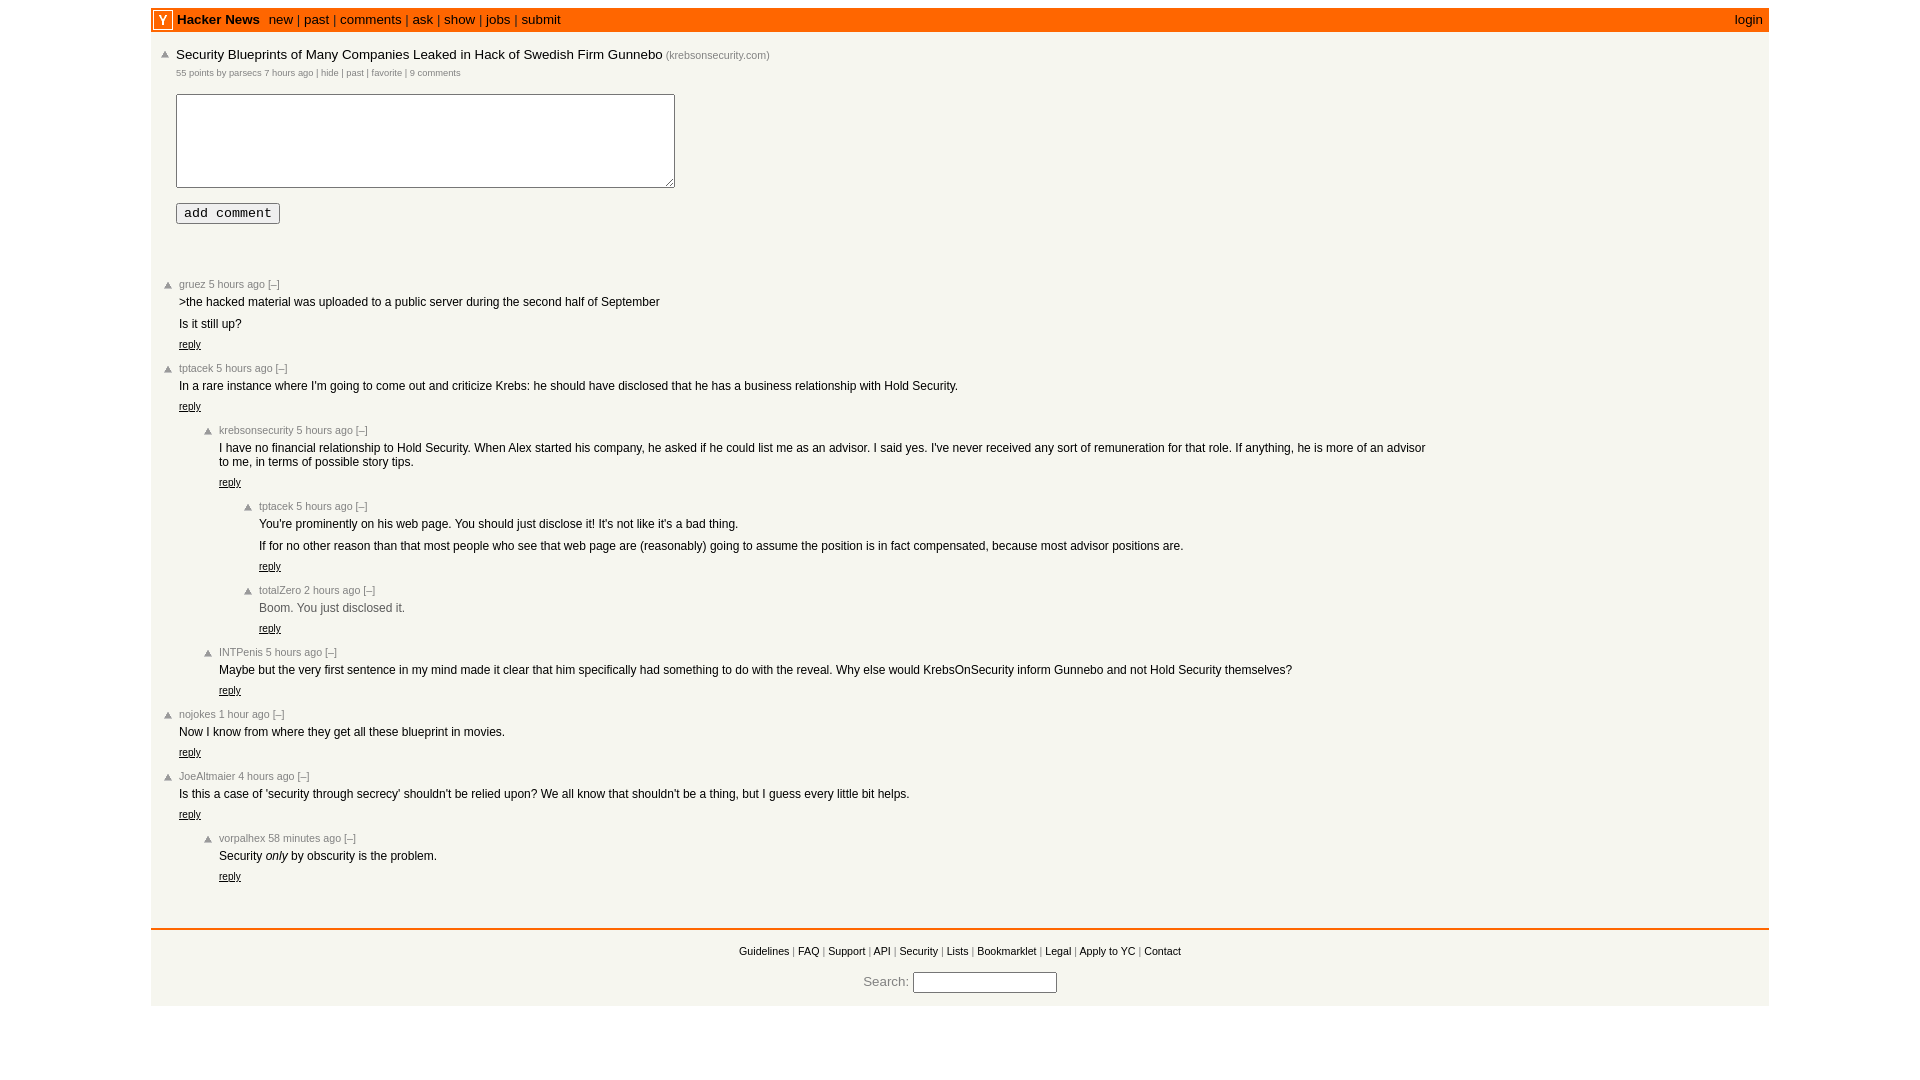 Y Hacker News new | past | comments | ask | show | jobs | submit login
Security Blueprints of Many Companies Leaked in Hack of Swedish Firm Gunnebo (krebsonsecurity.com)
55 points by parsecs 7 hours ago | hide | past | favorite | 9 comments
add comment
gruez 5 hours ago [–]
>the hacked material was uploaded to a public server during the second half of September
Is it still up?
reply
tptacek 5 hours ago [–]
In a rare instance where I'm going to come out and criticize Krebs: he should have disclosed that he has a business relationship with Hold Security.
reply
krebsonsecurity 5 hours ago [–]
I have no financial relationship to Hold Security. When Alex started his company, he asked if he could list me as an advisor. I said yes. I've never received any sort of remuneration for that role. If anything, he is more of an advisor
to me, in terms of possible story tips.
reply
tptacek 5 hours ago [–]
You're prominently on his web page. You should just disclose it! It's not like it's a bad thing.
If for no other reason than that most people who see that web page are (reasonably) going to assume the position is in fact compensated, because most advisor positions are.
reply
totalZero 2 hours ago [–]
Boom. You just disclosed it.
reply
INTPenis 5 hours ago [–]
Maybe but the very first sentence in my mind made it clear that him specifically had something to do with the reveal. Why else would KrebsOnSecurity inform Gunnebo and not Hold Security themselves?
reply
nojokes 1 hour ago [–]
Now I know from where they get all these blueprint in movies.
reply
JoeAltmaier 4 hours ago [–]
Is this a case of 'security through secrecy' shouldn't be relied upon? We all know that shouldn't be a thing, but I guess every little bit helps.
reply
vorpalhex 58 minutes ago [–]
Security only by obscurity is the problem.
reply
Guidelines | FAQ | Support | API | Security | Lists | Bookmarklet | Legal | Apply to YC | Contact
Search: